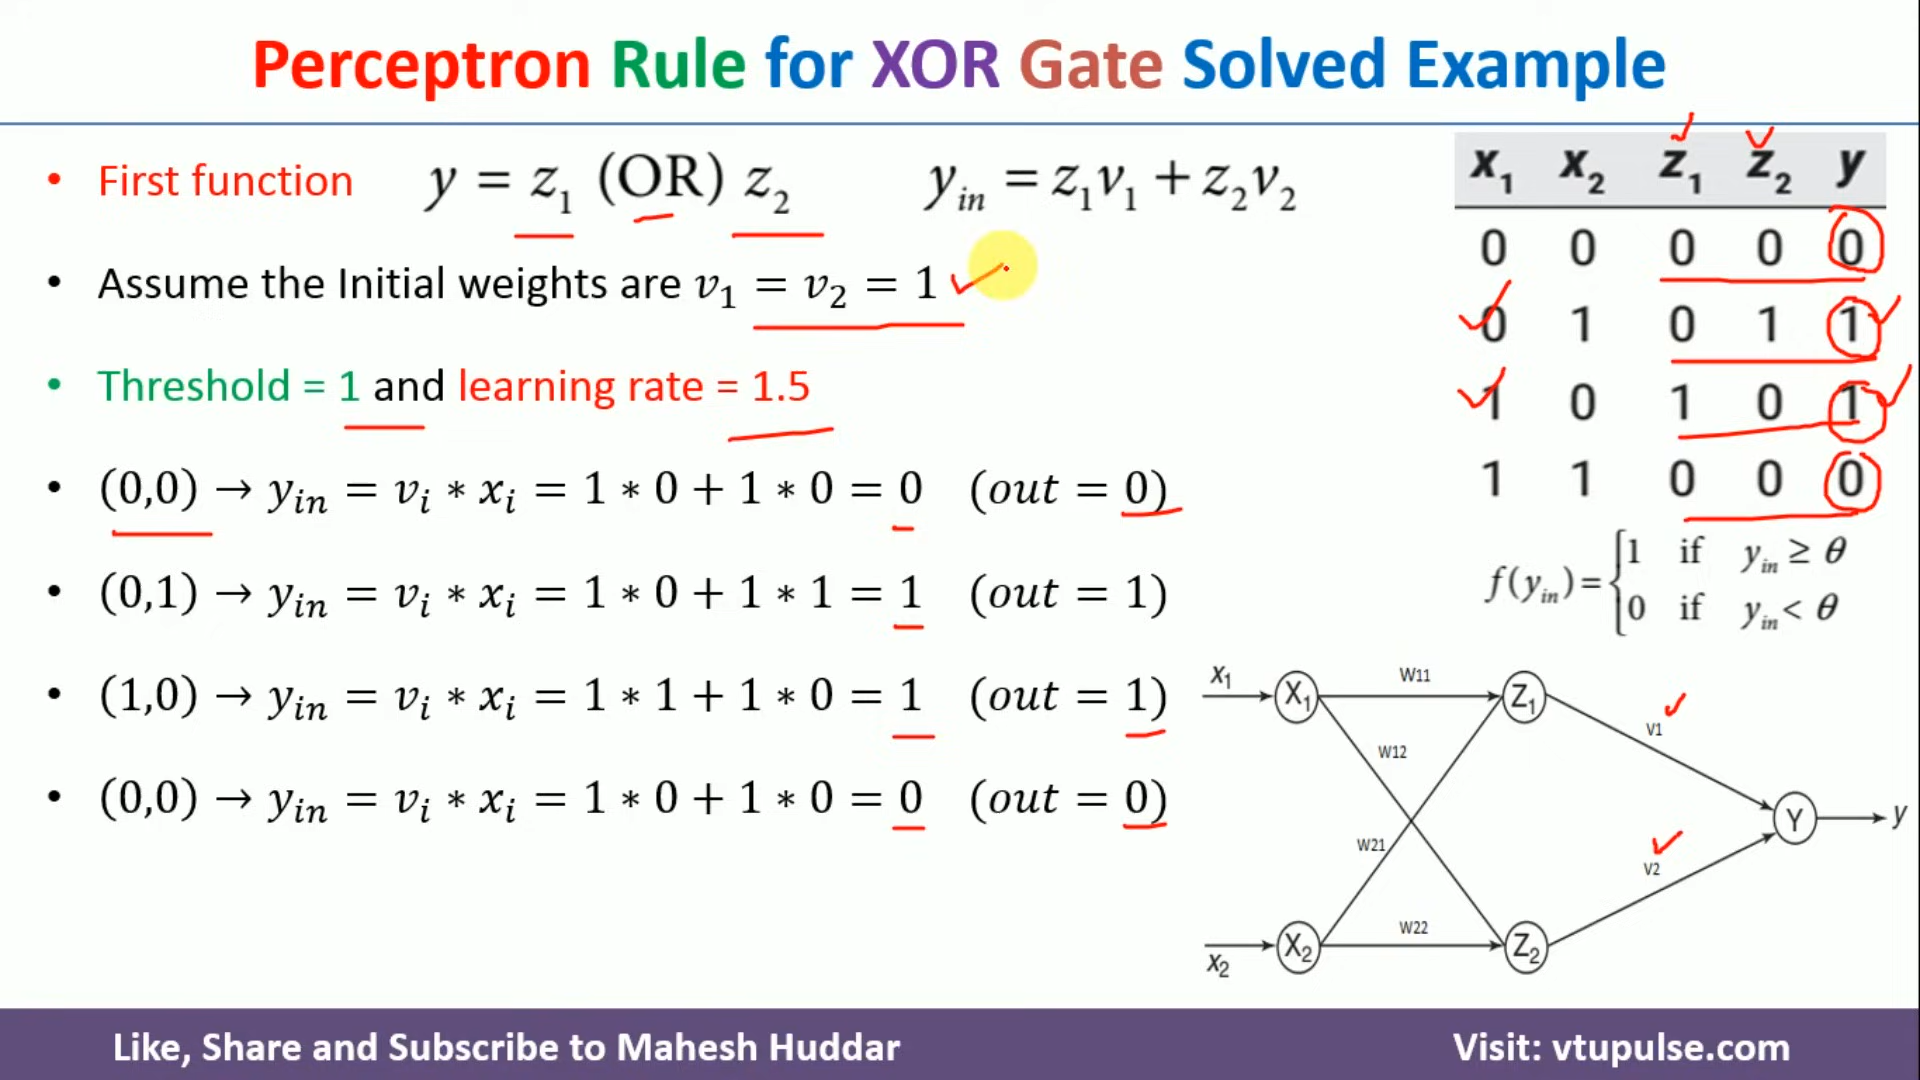 Perceptron Rule for XOR Gate Solved Example
• First function y = z₁ (OR) z₂ yᵢₙ = z₁v₁ + z₂v₂
• Assume the Initial weights are v₁ = v₂ = 1
• Threshold = 1 and learning rate = 1.5
• (0,0) → yᵢₙ = vᵢ * xᵢ = 1 * 0 + 1 * 0 = 0 (out = 0)
• (0,1) → yᵢₙ = vᵢ * xᵢ = 1 * 0 + 1 * 1 = 1 (out = 1)
• (1,0) → yᵢₙ = vᵢ * xᵢ = 1 * 1 + 1 * 0 = 1 (out = 1)
• (0,0) → yᵢₙ = vᵢ * xᵢ = 1 * 0 + 1 * 0 = 0 (out = 0)
x₁ x₂ z₁ z₂ y
0 0 0 0 0
0 1 0 1 1
1 0 1 0 1
1 1 0 0 0
f(yᵢₙ) = { 1 if yᵢₙ ≥ θ
0 if yᵢₙ < θ
x₁ X₁ W11 Z₁
V1
W12
Y y
W21
V2
W22
x₂ X₂ Z₂
Like, Share and Subscribe to Mahesh Huddar
Visit: vtupulse.com